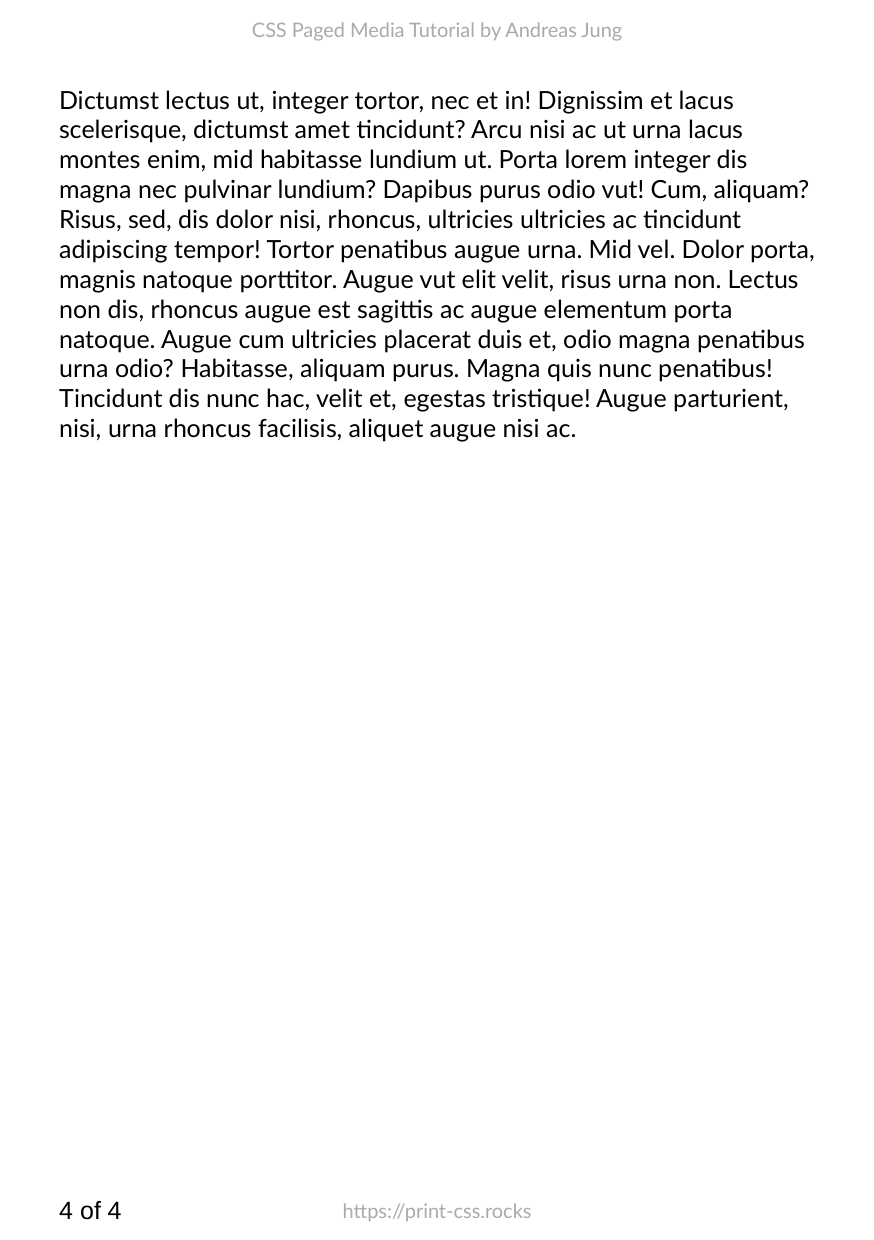 CSS Paged Media Tutorial by Andreas Jung
Dictumst lectus ut, integer tortor, nec et in! Dignissim et lacus
scelerisque, dictumst amet tincidunt? Arcu nisi ac ut urna lacus
montes enim, mid habitasse lundium ut. Porta lorem integer dis
magna nec pulvinar lundium? Dapibus purus odio vut! Cum, aliquam?
Risus, sed, dis dolor nisi, rhoncus, ultricies ultricies ac tincidunt
adipiscing tempor! Tortor penatibus augue urna. Mid vel. Dolor porta,
magnis natoque porttitor. Augue vut elit velit, risus urna non. Lectus
non dis, rhoncus augue est sagittis ac augue elementum porta
natoque. Augue cum ultricies placerat duis et, odio magna penatibus
urna odio? Habitasse, aliquam purus. Magna quis nunc penatibus!
Tincidunt dis nunc hac, velit et, egestas tristique! Augue parturient,
nisi, urna rhoncus facilisis, aliquet augue nisi ac.
4 of 4 https://print-css.rocks